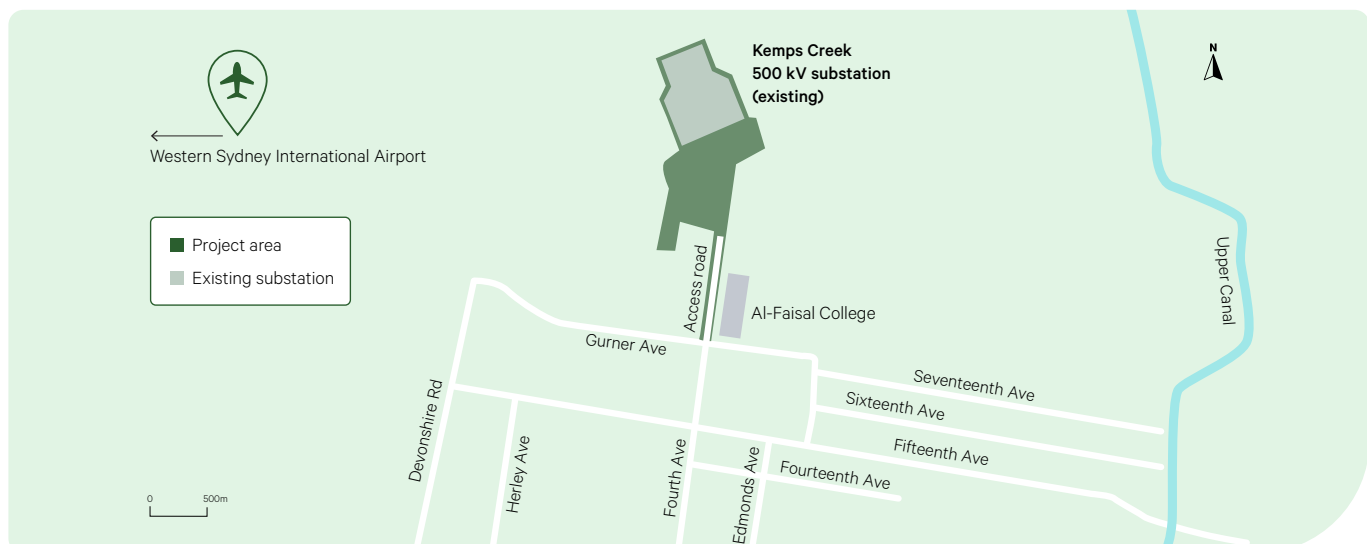 Kemps Creek
500 kV substation
(existing)
N
Western Sydney International Airport
Project area
Existing substation
Upper Canal
Access road
Al-Faisal College
Gurner Ave
Seventeenth Ave
Sixteenth Ave
Devonshire Rd
Fifteenth Ave
Herley Ave
Fourth Ave
Edmonds Ave
Fourteenth Ave
0 500m